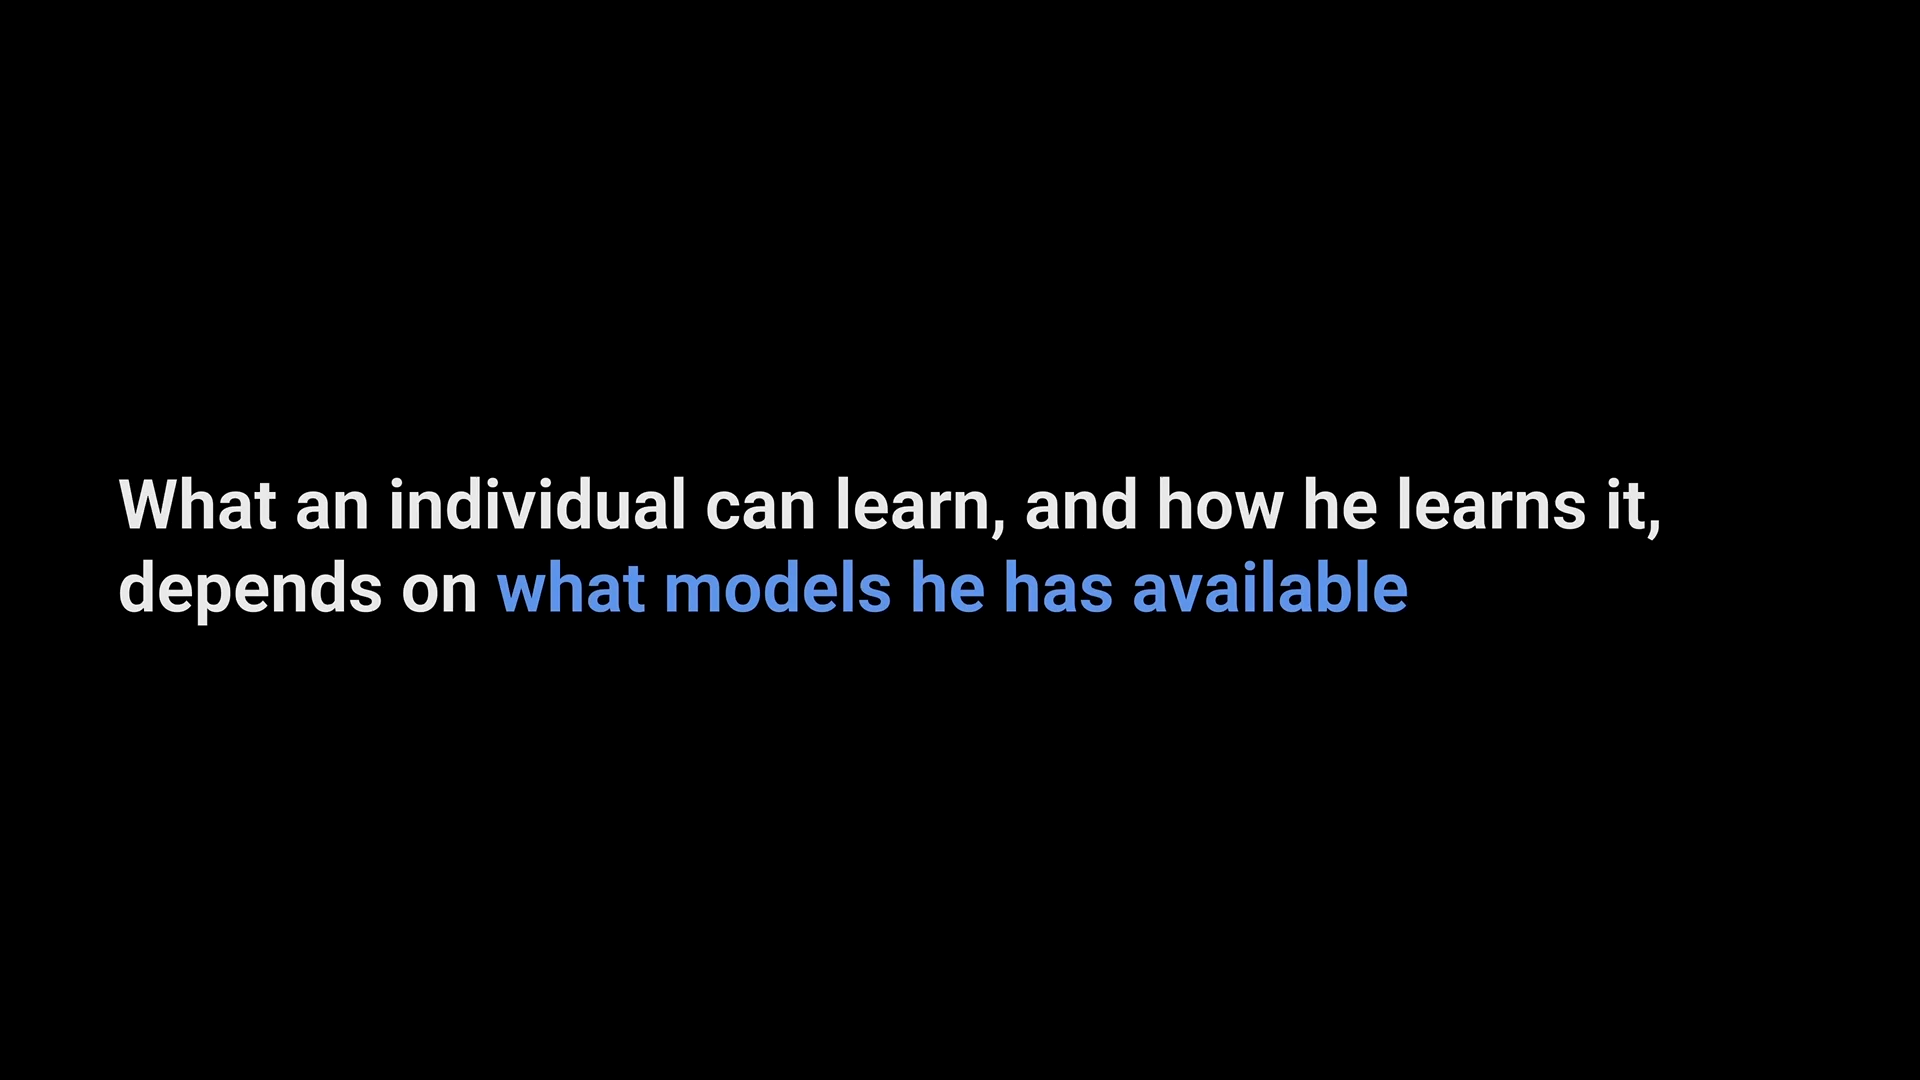 What an individual can learn, and how he learns it,
depends on what models he has available